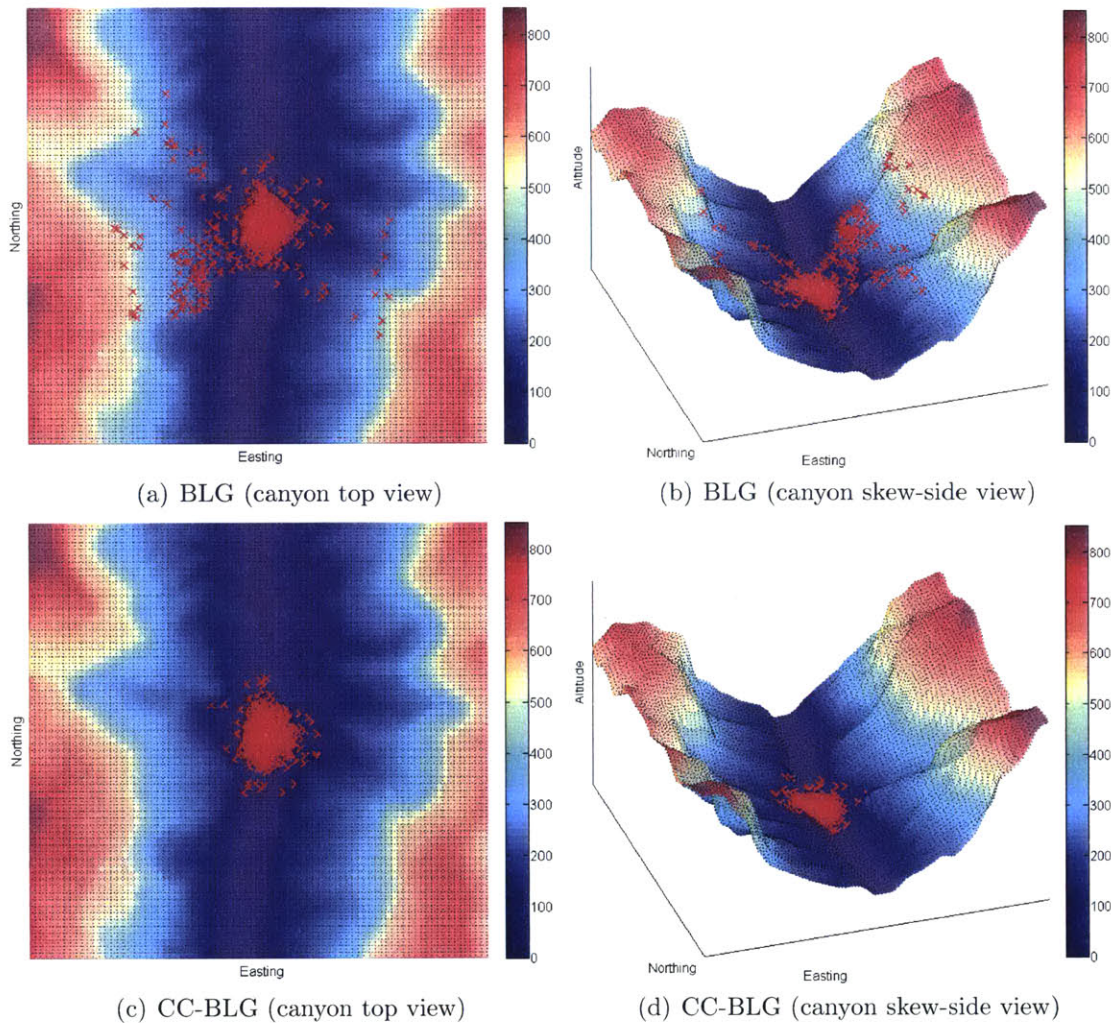 800
700
600
500
400
300
200
100
0
Northing
Easting
(a) BLG (canyon top view)
800
700
600
500
400
300
200
100
0
Altitude
Northing
Easting
(b) BLG (canyon skew-side view)
800
700
600
500
400
300
200
100
0
Northing
Easting
(c) CC-BLG (canyon top view)
800
700
600
500
400
300
200
100
0
Altitude
Northing
Easting
(d) CC-BLG (canyon skew-side view)